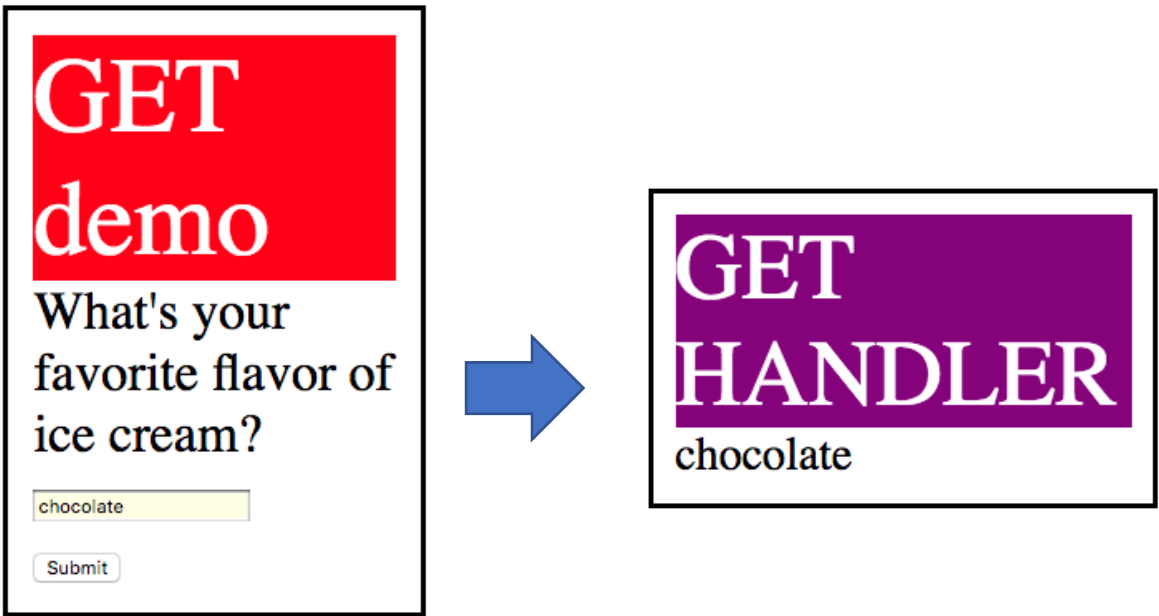 GET
demo
What's your
favorite flavor of
ice cream?
chocolate
Submit
GET
HANDLER
chocolate